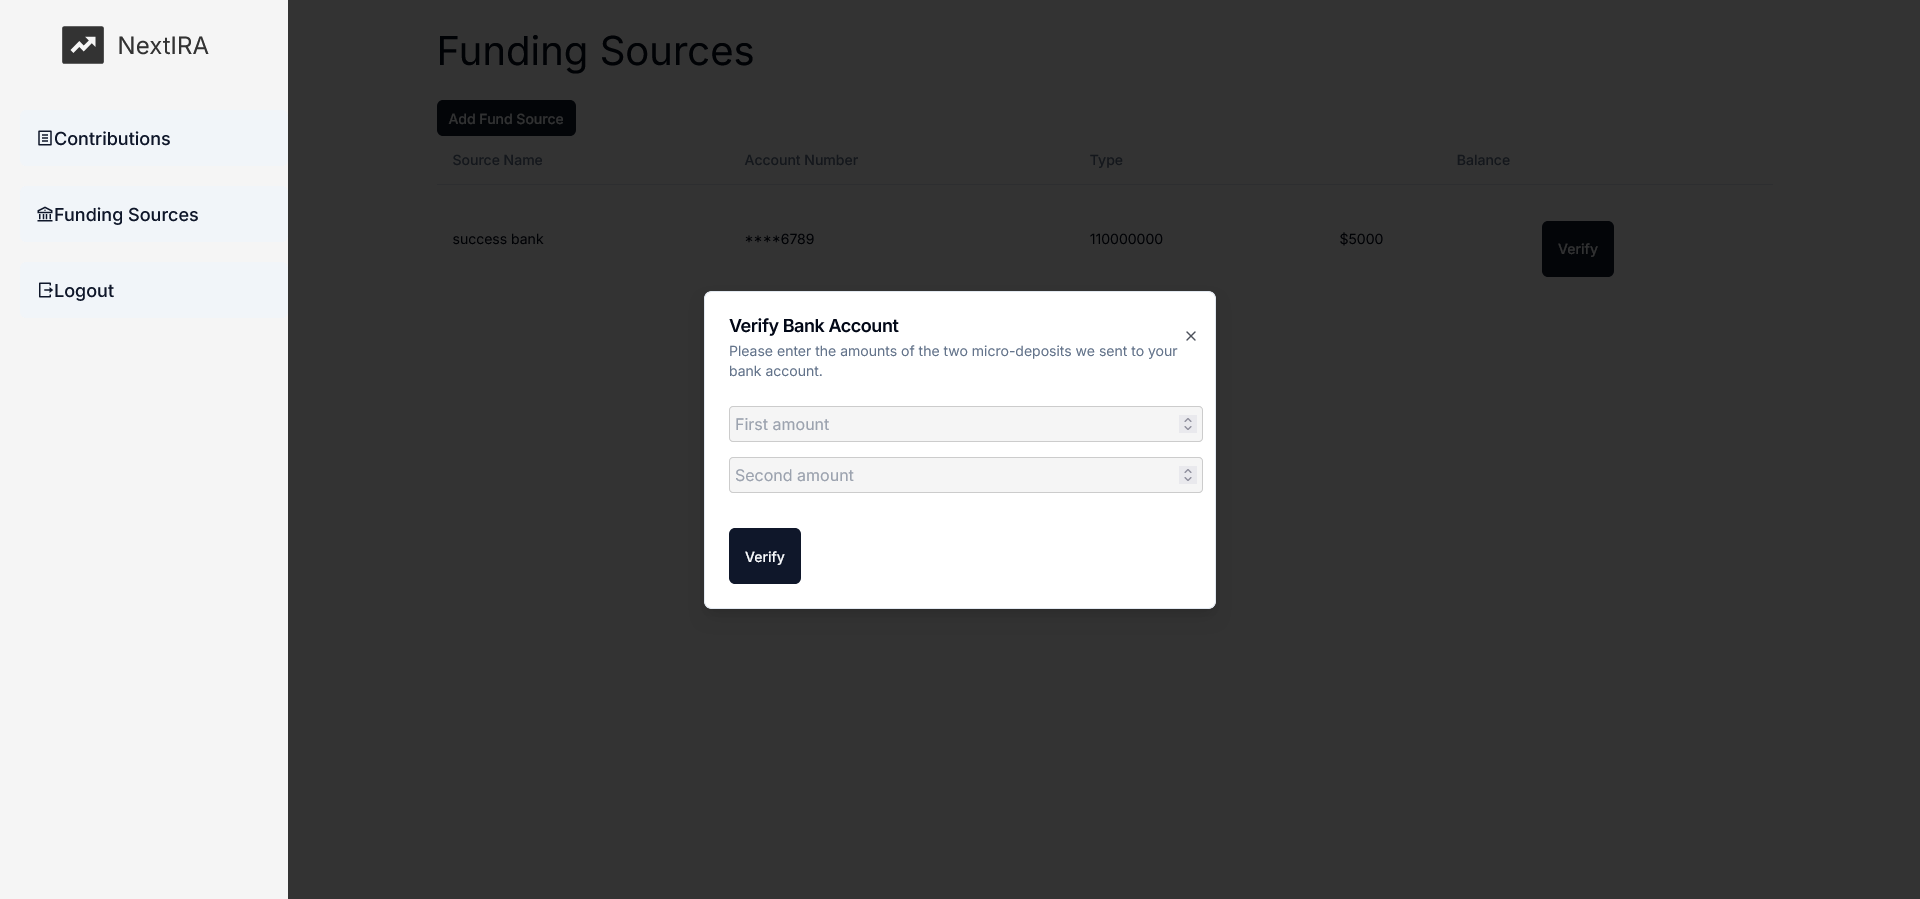 NextIRA
Contributions
Funding Sources
Logout
Funding Sources
Add Fund Source
Source Name Account Number Type Balance
success bank ****6789 110000000 $5000 Verify
Verify Bank Account
Please enter the amounts of the two micro-deposits we sent to your
bank account.
First amount
Second amount
Verify